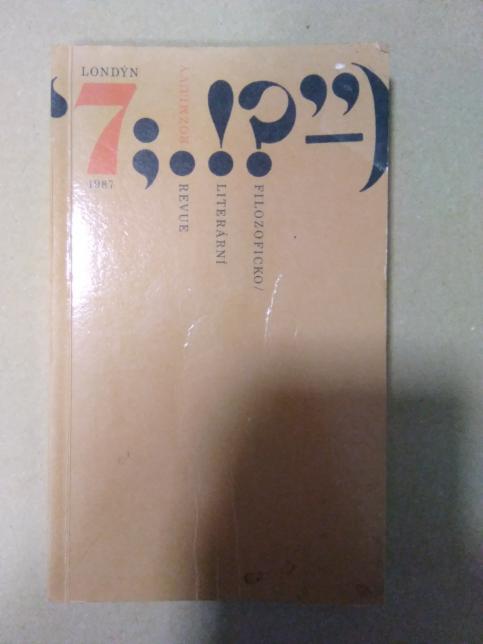 LONDÝN
‘7;.!?”–)
1987
FILOZOFICKO/
LITERÁRNÍ
REVUE
ROZMLUVY